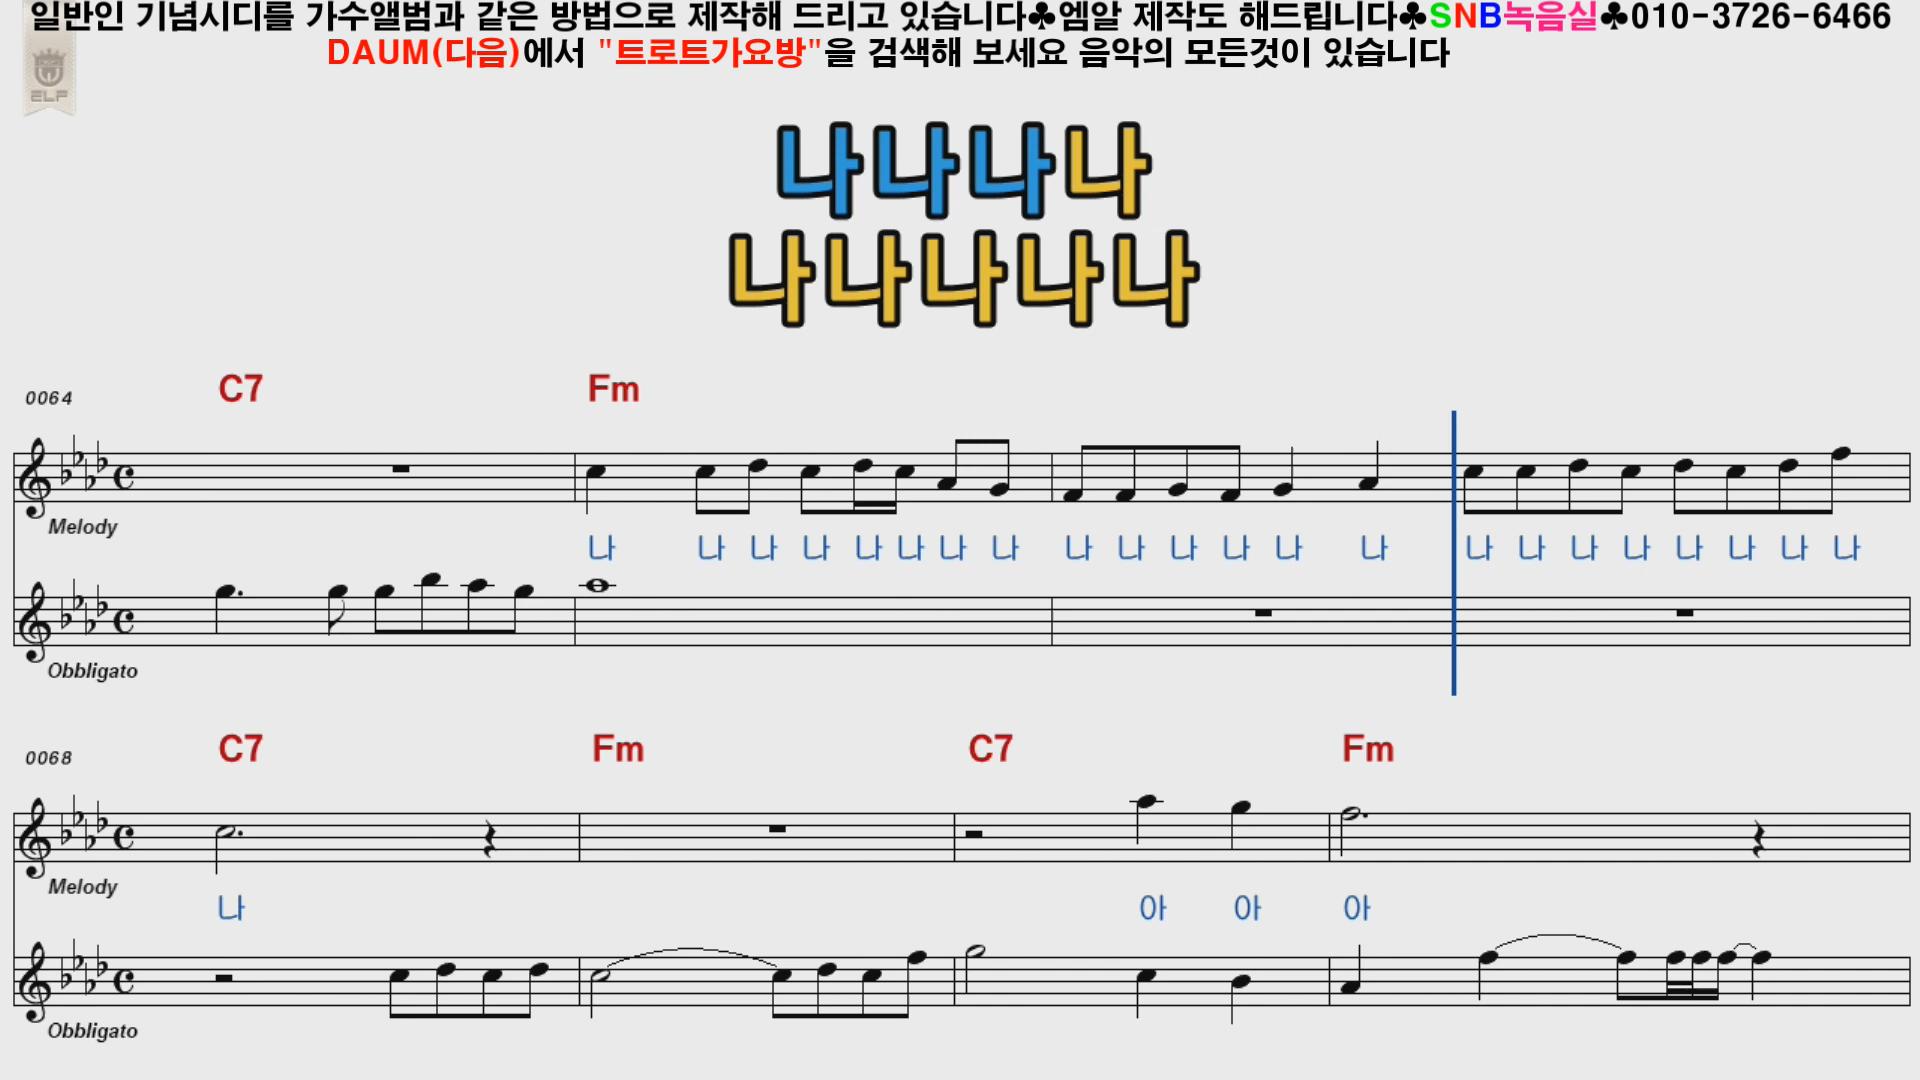 일반인 기념시디를 가수앨범과 같은 방법으로 제작해 드리고 있습니다♣엠알 제작도 해드립니다♣SNB녹음실♣010-3726-6466
DAUM(다음)에서 "트로트가요방"을 검색해 보세요 음악의 모든것이 있습니다
ELF
나나나나
나나나나나
0064 C7 Fm
Melody
나 나 나 나 나 나 나 나 나 나 나 나 나 나 나 나 나 나 나 나 나 나
Obbligato
0068 C7 Fm C7 Fm
Melody
나 아 아 아
Obbligato